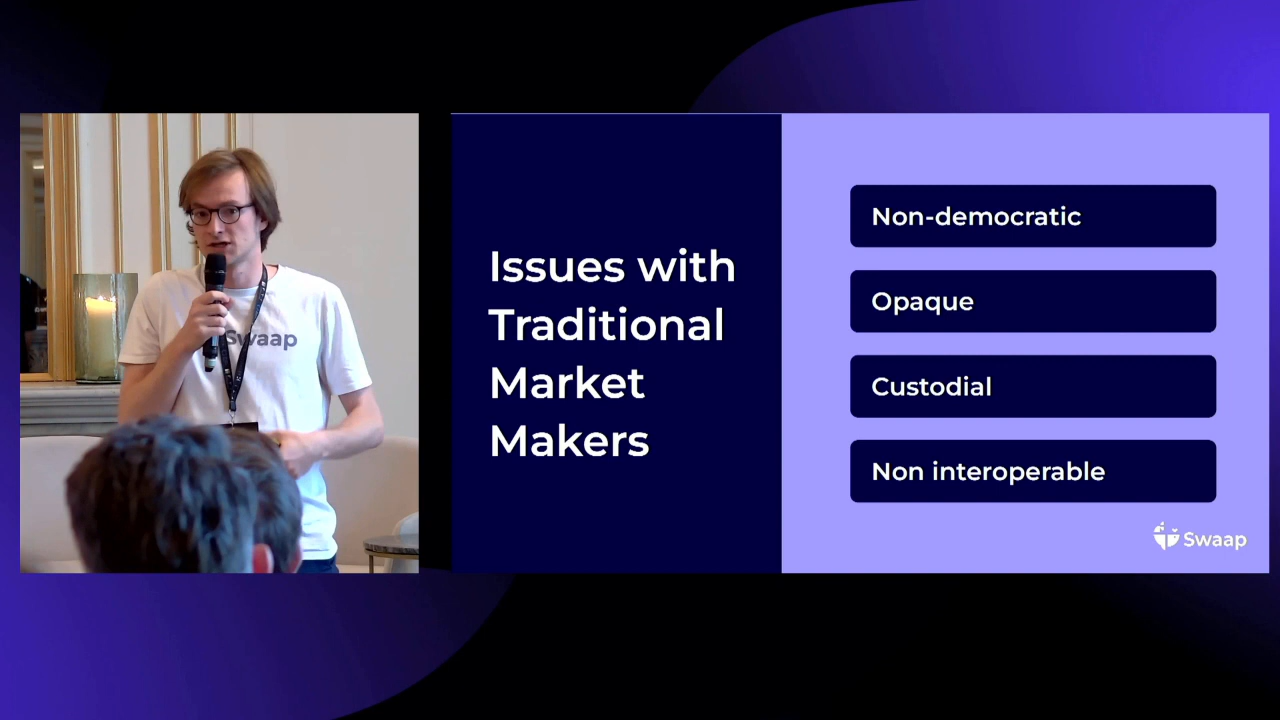 Swaap
Issues with
Traditional
Market
Makers
Non-democratic
Opaque
Custodial
Non interoperable
Swaap